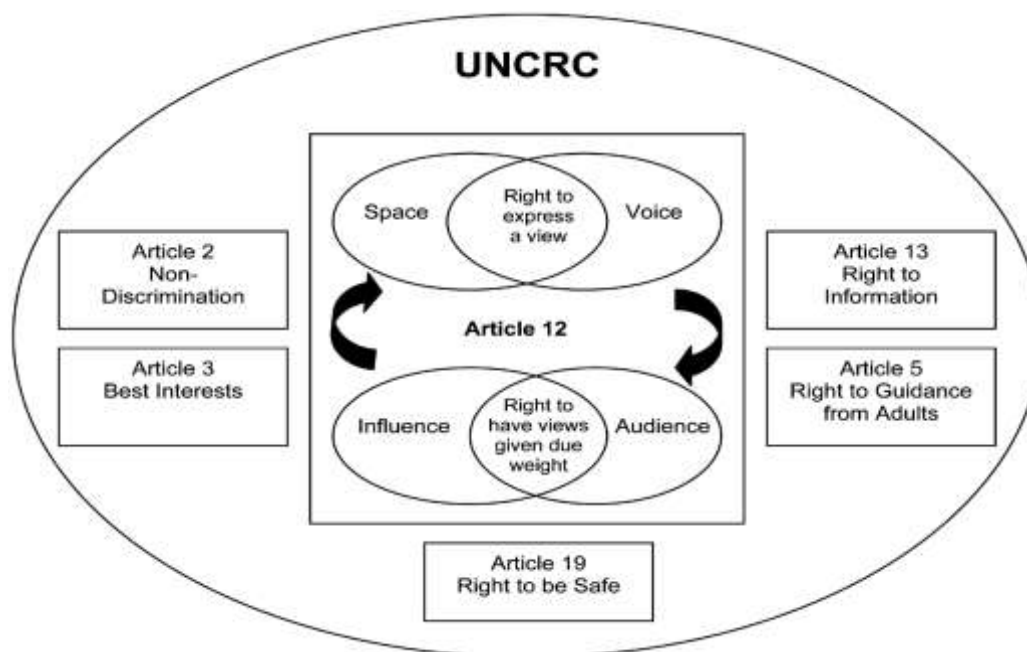 UNCRC
Space
Right to
express
a view
Voice
Article 2
Non-
Discrimination
Article 13
Right to
Information
Article 12
Article 3
Best Interests
Article 5
Right to Guidance
from Adults
Influence
Right to
have views
given due
weight
Audience
Article 19
Right to be Safe